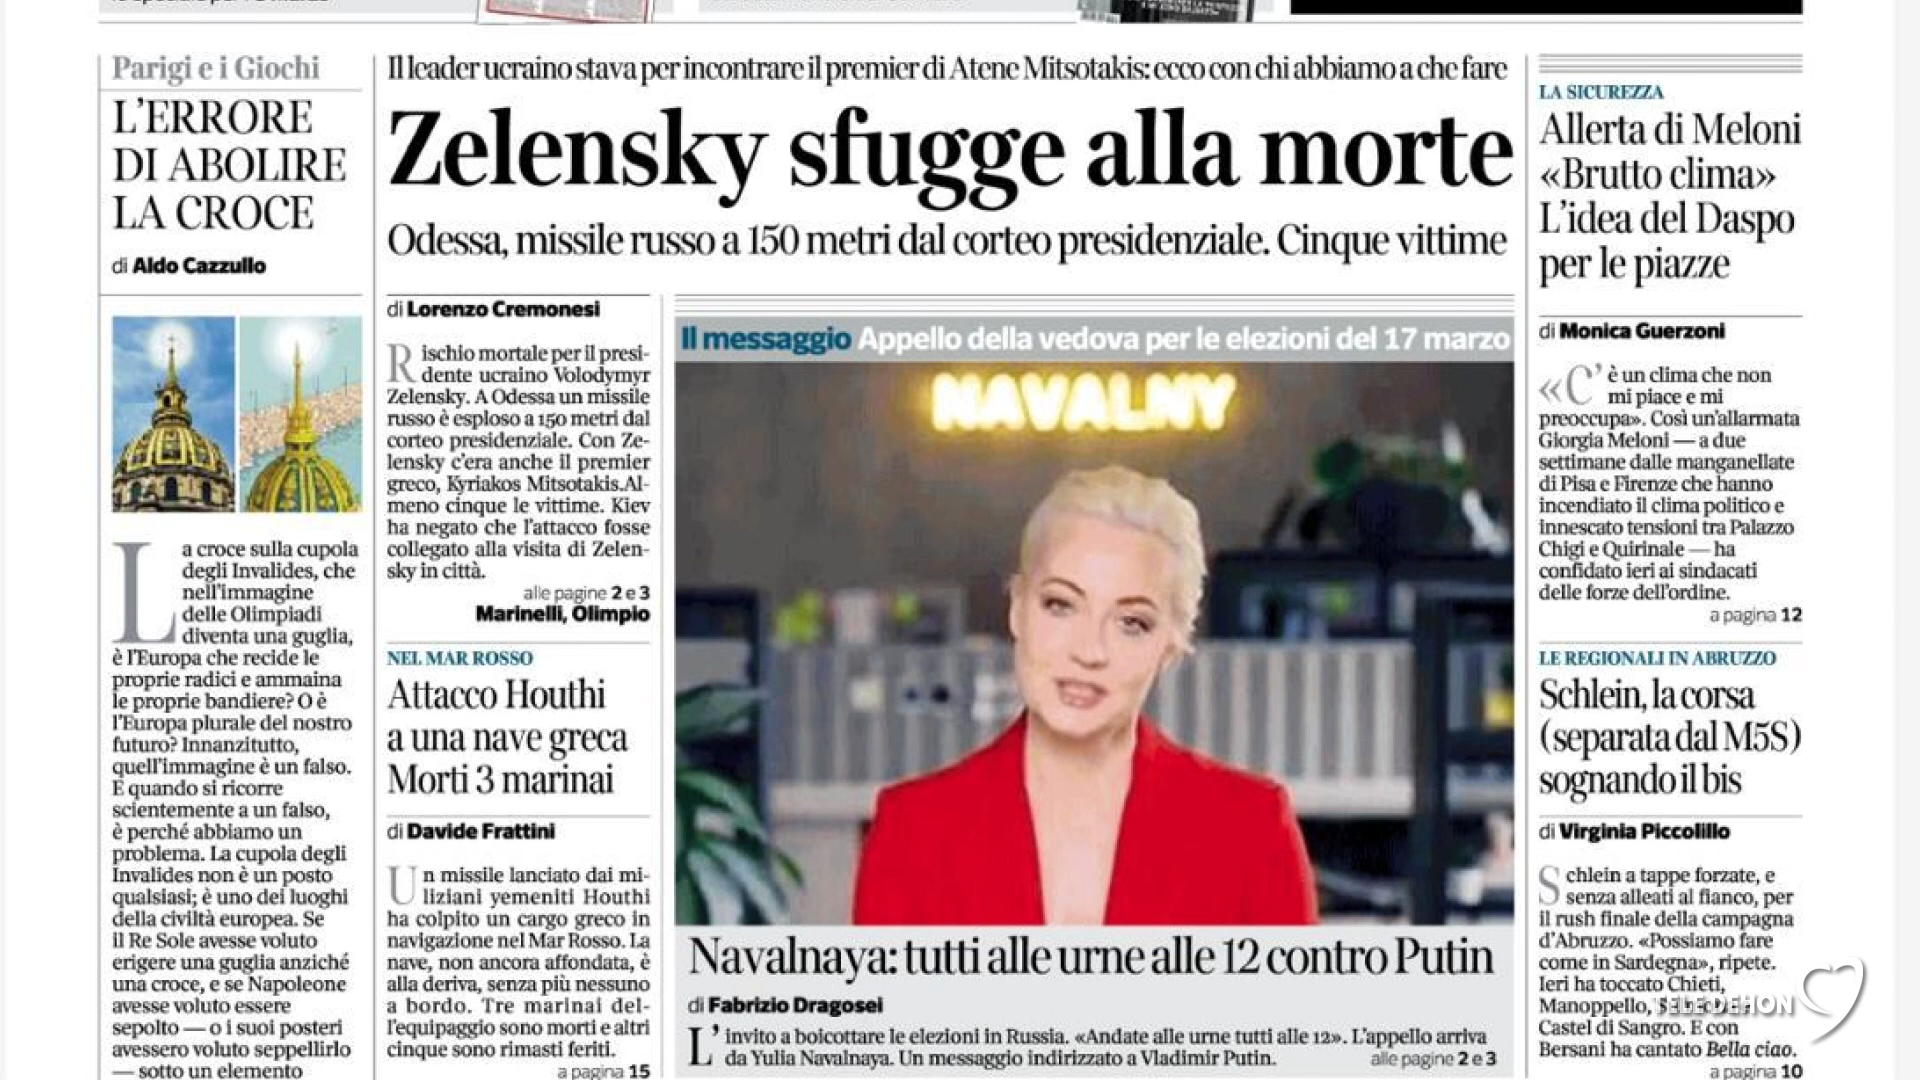 Parigi e i Giochi
L'ERRORE
DI ABOLIRE
LA CROCE
di Aldo Cazzullo
La croce sulla cupola
degli Invalides, che
nell'immagine
delle Olimpiadi
diventa una guglia,
è l'Europa che recide le
proprie radici e ammaina
le proprie bandiere? O è
l'Europa plurale del nostro
futuro? Innanzitutto,
quell'immagine è un falso.
E quando si ricorre
scientemente a un falso,
è perché abbiamo un
problema. La cupola degli
Invalides non è un posto
qualsiasi; è uno dei luoghi
della civiltà europea. Se
il Re Sole avesse voluto
erigere una guglia anziché
una croce, e se Napoleone
avesse voluto essere
sepolto — o i suoi posteri
avessero voluto seppellirlo
— sotto un elemento
Il leader ucraino stava per incontrare il premier di Atene Mitsotakis: ecco con chi abbiamo a che fare
Zelensky sfugge alla morte
Odessa, missile russo a 150 metri dal corteo presidenziale. Cinque vittime
di Lorenzo Cremonesi
Rischio mortale per il presi-
dente ucraino Volodymyr
Zelensky. A Odessa un missile
russo è esploso a 150 metri dal
corteo presidenziale. Con Ze-
lensky c'era anche il premier
greco, Kyriakos Mitsotakis.Al-
meno cinque le vittime. Kiev
ha negato che l'attacco fosse
collegato alla visita di Zelen-
sky in città.
alle pagine 2 e 3
Marinelli, Olimpio
NEL MAR ROSSO
Attacco Houthi
a una nave greca
Morti 3 marinai
di Davide Frattini
Un missile lanciato dai mi-
liziani yemeniti Houthi
ha colpito un cargo greco in
navigazione nel Mar Rosso. La
nave, non ancora affondata, è
alla deriva, senza più nessuno
a bordo. Tre marinai del-
l'equipaggio sono morti e altri
cinque sono rimasti feriti.
a pagina 15
Il messaggio Appello della vedova per le elezioni del 17 marzo
NAVALNY
Navalnaya: tutti alle urne alle 12 contro Putin
di Fabrizio Dragosei
L'invito a boicottare le elezioni in Russia. «Andate alle urne tutti alle 12». L'appello arriva
da Yulia Navalnaya. Un messaggio indirizzato a Vladimir Putin.
alle pagine 2 e 3
LA SICUREZZA
Allerta di Meloni
«Brutto clima»
L'idea del Daspo
per le piazze
di Monica Guerzoni
«C'è un clima che non
mi piace e mi
preoccupa». Così un'allarmata
Giorgia Meloni — a due
settimane dalle manganellate
di Pisa e Firenze che hanno
incendiato il clima politico e
innescato tensioni tra Palazzo
Chigi e Quirinale — ha
confidato ieri ai sindacati
delle forze dell'ordine.
a pagina 12
LE REGIONALI IN ABRUZZO
Schlein, la corsa
(separata dal M5S)
sognando il bis
di Virginia Piccolillo
Schlein a tappe forzate, e
senza alleati al fianco, per
il rush finale della campagna
d'Abruzzo. «Possiamo fare
come in Sardegna», ripete.
Ieri ha toccato Chieti,
Manoppello,
Castel di Sangro. E con
Bersani ha cantato Bella ciao.
a pagina 10
TELE DEHON